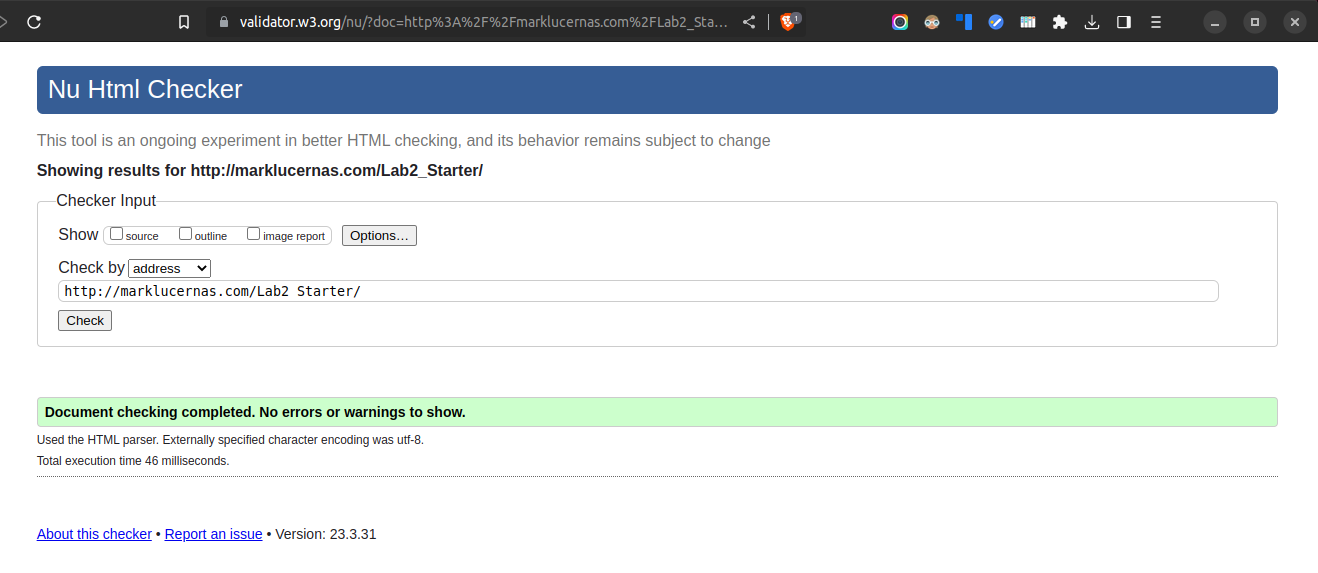 validator.w3.org/nu/?doc=http%3A%2F%2Fmarklucernas.com%2FLab2_Sta...
1
Nu Html Checker
This tool is an ongoing experiment in better HTML checking, and its behavior remains subject to change
Showing results for http://marklucernas.com/Lab2_Starter/
Checker Input
Show source outline image report Options...
Check by address
http://marklucernas.com/Lab2 Starter/
Check
Document checking completed. No errors or warnings to show.
Used the HTML parser. Externally specified character encoding was utf-8.
Total execution time 46 milliseconds.
About this checker • Report an issue • Version: 23.3.31